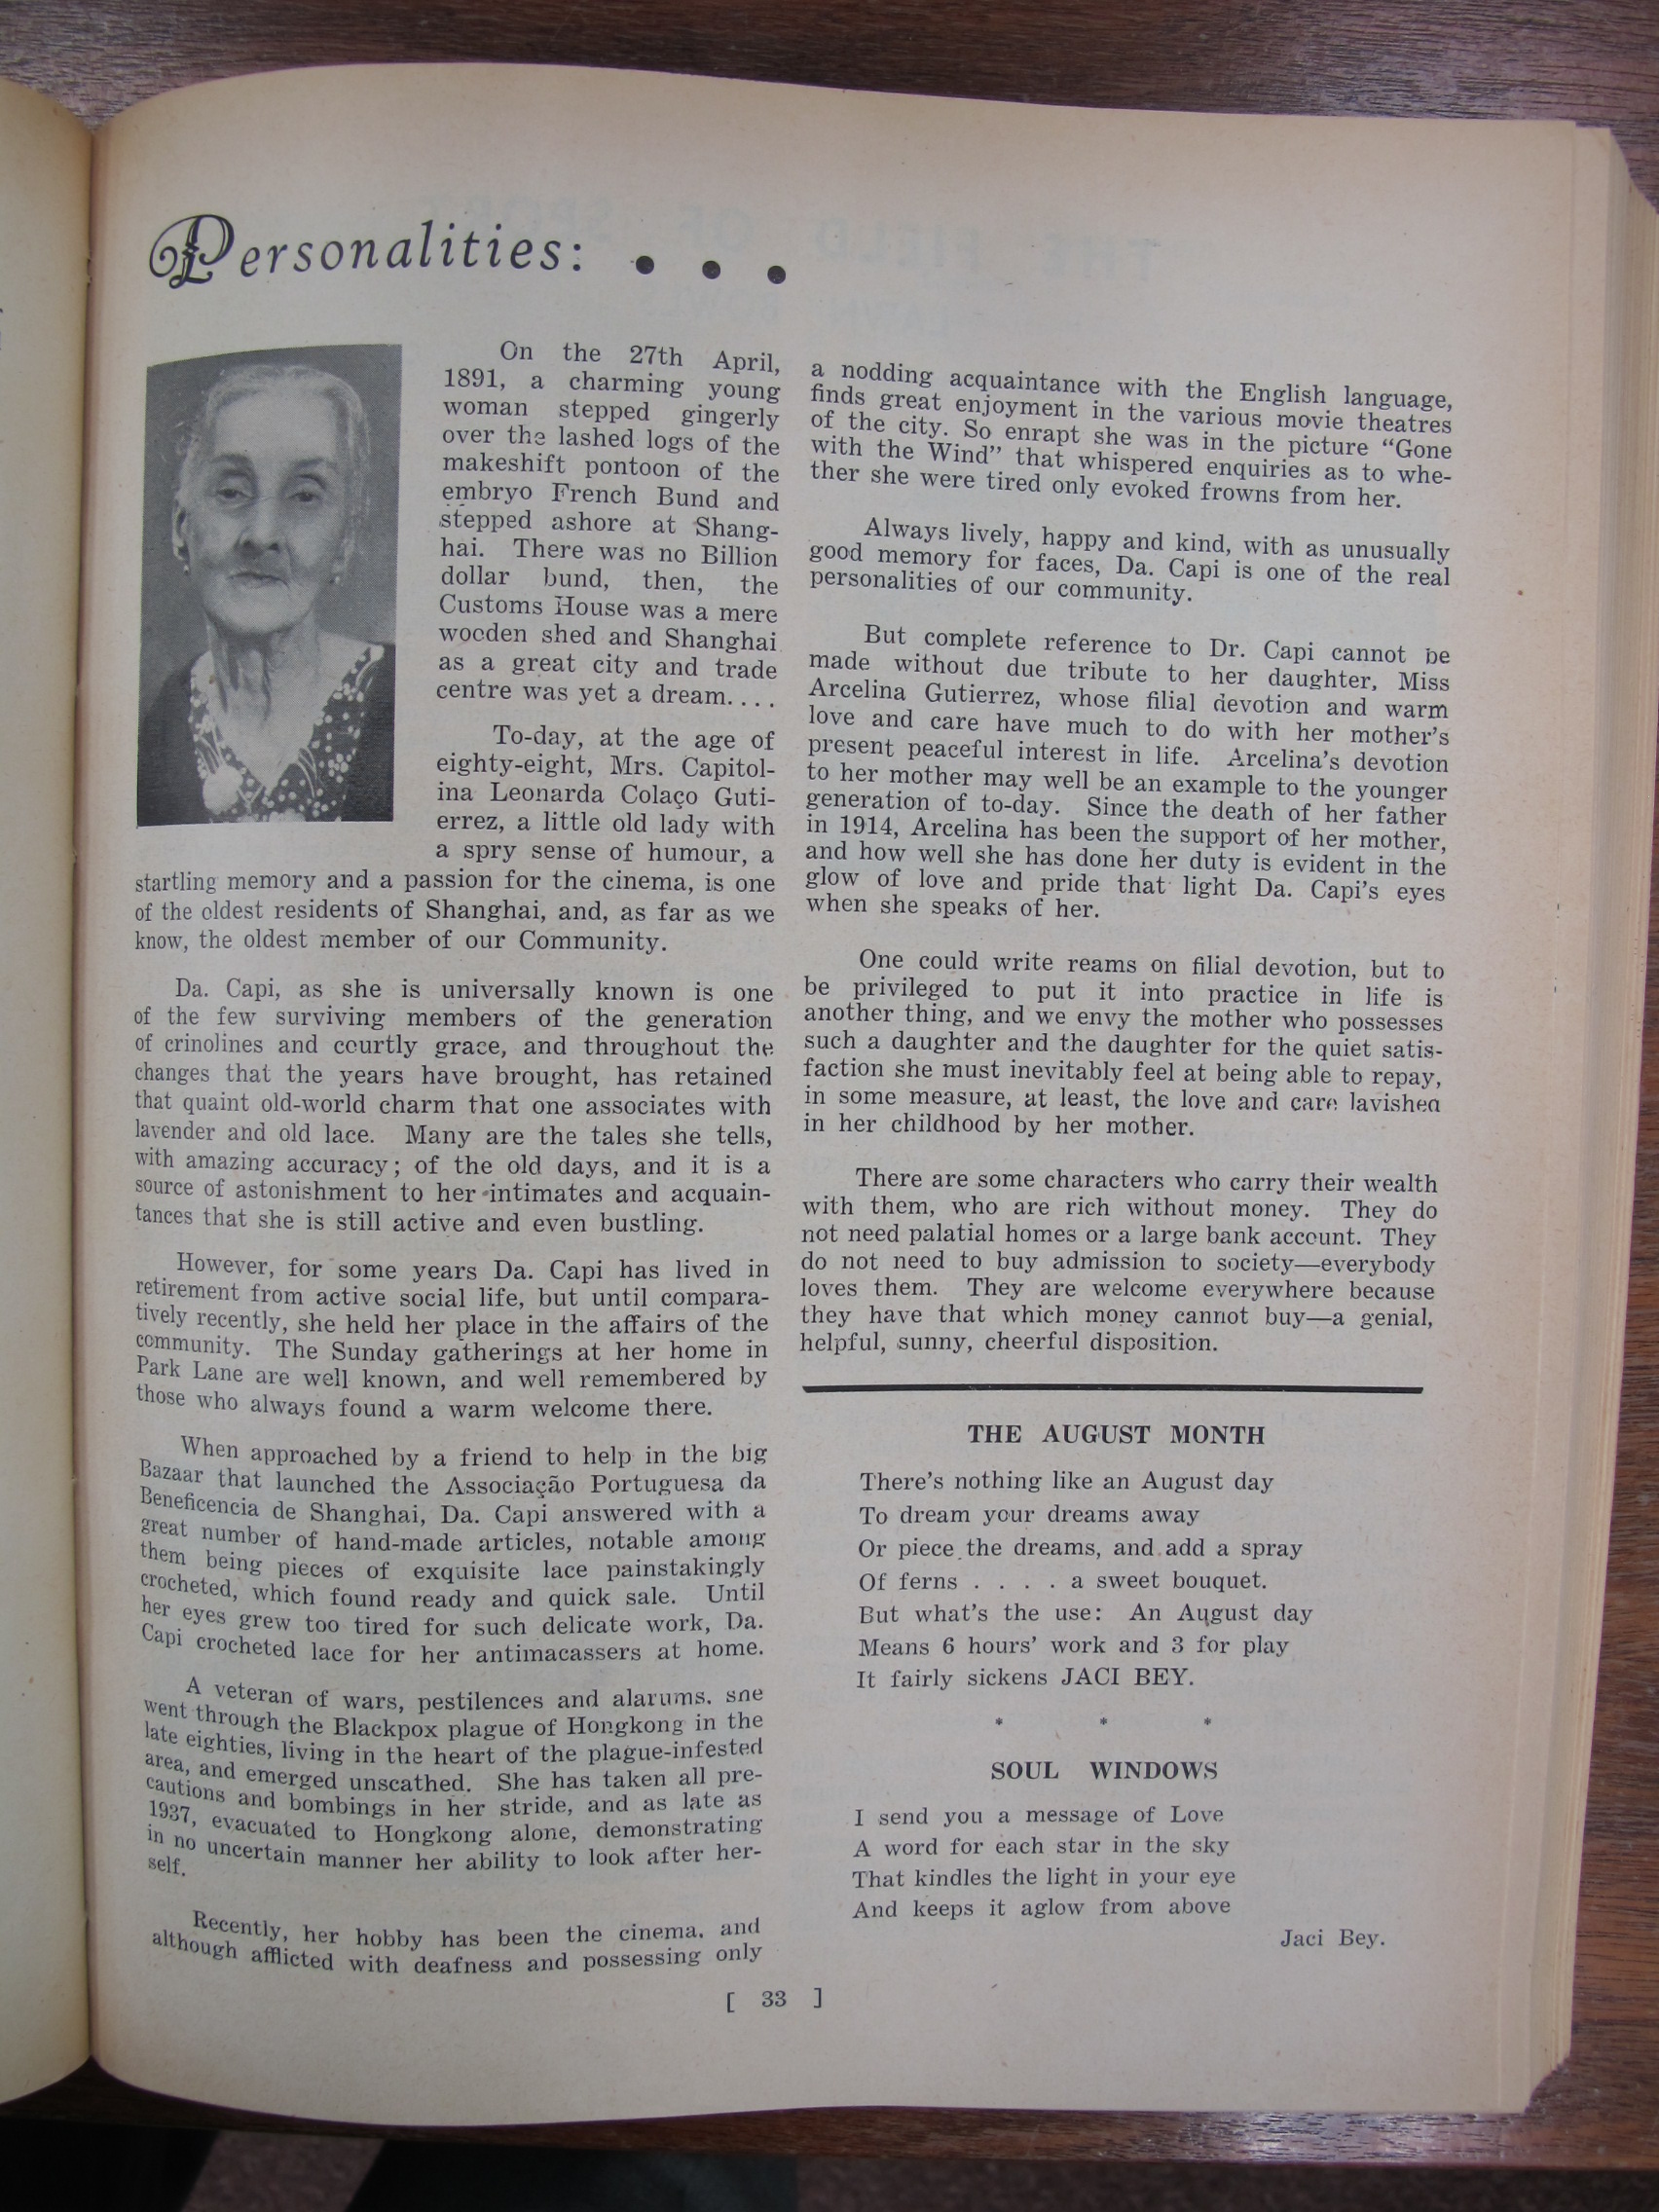 Personalities: . . .
On the 27th April,
1891, a charming young
woman stepped gingerly
over the lashed logs of the
makeshift pontoon of the
embryo French Bund and
stepped ashore at Shang-
hai. There was no Billion
dollar bund, then, the
Customs House was a mere
wooden shed and Shanghai
as a great city and trade
centre was yet a dream. . . .
To-day, at the age of
eighty-eight, Mrs. Capitol-
ina Leonarda Colaço Guti-
errez, a little old lady with
a spry sense of humour, a
startling memory and a passion for the cinema, is one
of the oldest residents of Shanghai, and, as far as we
know, the oldest member of our Community.
Da. Capi, as she is universally known is one
of the few surviving members of the generation
of crinolines and courtly grace, and throughout the
changes that the years have brought, has retained
that quaint old-world charm that one associates with
lavender and old lace. Many are the tales she tells,
with amazing accuracy; of the old days, and it is a
source of astonishment to her intimates and acquain-
tances that she is still active and even bustling.
However, for some years Da. Capi has lived in
retirement from active social life, but until compara-
tively recently, she held her place in the affairs of the
community. The Sunday gatherings at her home in
Park Lane are well known, and well remembered by
those who always found a warm welcome there.
When approached by a friend to help in the big
Bazaar that launched the Associação Portuguesa da
Beneficencia de Shanghai, Da. Capi answered with a
great number of hand-made articles, notable among
them being pieces of exquisite lace painstakingly
crocheted, which found ready and quick sale. Until
her eyes grew too tired for such delicate work, Da.
Capi crocheted lace for her antimacassers at home.
A veteran of wars, pestilences and alarums, she
went through the Blackpox plague of Hongkong in the
late eighties, living in the heart of the plague-infested
area, and emerged unscathed. She has taken all pre-
cautions and bombings in her stride, and as late as
1937, evacuated to Hongkong alone, demonstrating
in no uncertain manner her ability to look after her-
self.
Recently, her hobby has been the cinema, and
although afflicted with deafness and possessing only
a nodding acquaintance with the English language,
finds great enjoyment in the various movie theatres
of the city. So enrapt she was in the picture “Gone
with the Wind” that whispered enquiries as to whe-
ther she were tired only evoked frowns from her.
Always lively, happy and kind, with as unusually
good memory for faces, Da. Capi is one of the real
personalities of our community.
But complete reference to Dr. Capi cannot be
made without due tribute to her daughter, Miss
Arcelina Gutierrez, whose filial devotion and warm
love and care have much to do with her mother's
present peaceful interest in life. Arcelina's devotion
to her mother may well be an example to the younger
generation of to-day. Since the death of her father
in 1914, Arcelina has been the support of her mother,
and how well she has done her duty is evident in the
glow of love and pride that light Da. Capi's eyes
when she speaks of her.
One could write reams on filial devotion, but to
be privileged to put it into practice in life is
another thing, and we envy the mother who possesses
such a daughter and the daughter for the quiet satis-
faction she must inevitably feel at being able to repay,
in some measure, at least, the love and care lavished
in her childhood by her mother.
There are some characters who carry their wealth
with them, who are rich without money. They do
not need palatial homes or a large bank account. They
do not need to buy admission to society—everybody
loves them. They are welcome everywhere because
they have that which money cannot buy—a genial,
helpful, sunny, cheerful disposition.
THE AUGUST MONTH
There's nothing like an August day
To dream your dreams away
Or piece the dreams, and add a spray
Of ferns . . . . a sweet bouquet.
But what's the use: An August day
Means 6 hours' work and 3 for play
It fairly sickens JACI BEY.
* * *
SOUL WINDOWS
I send you a message of Love
A word for each star in the sky
That kindles the light in your eye
And keeps it aglow from above
Jaci Bey.
[ 33 ]